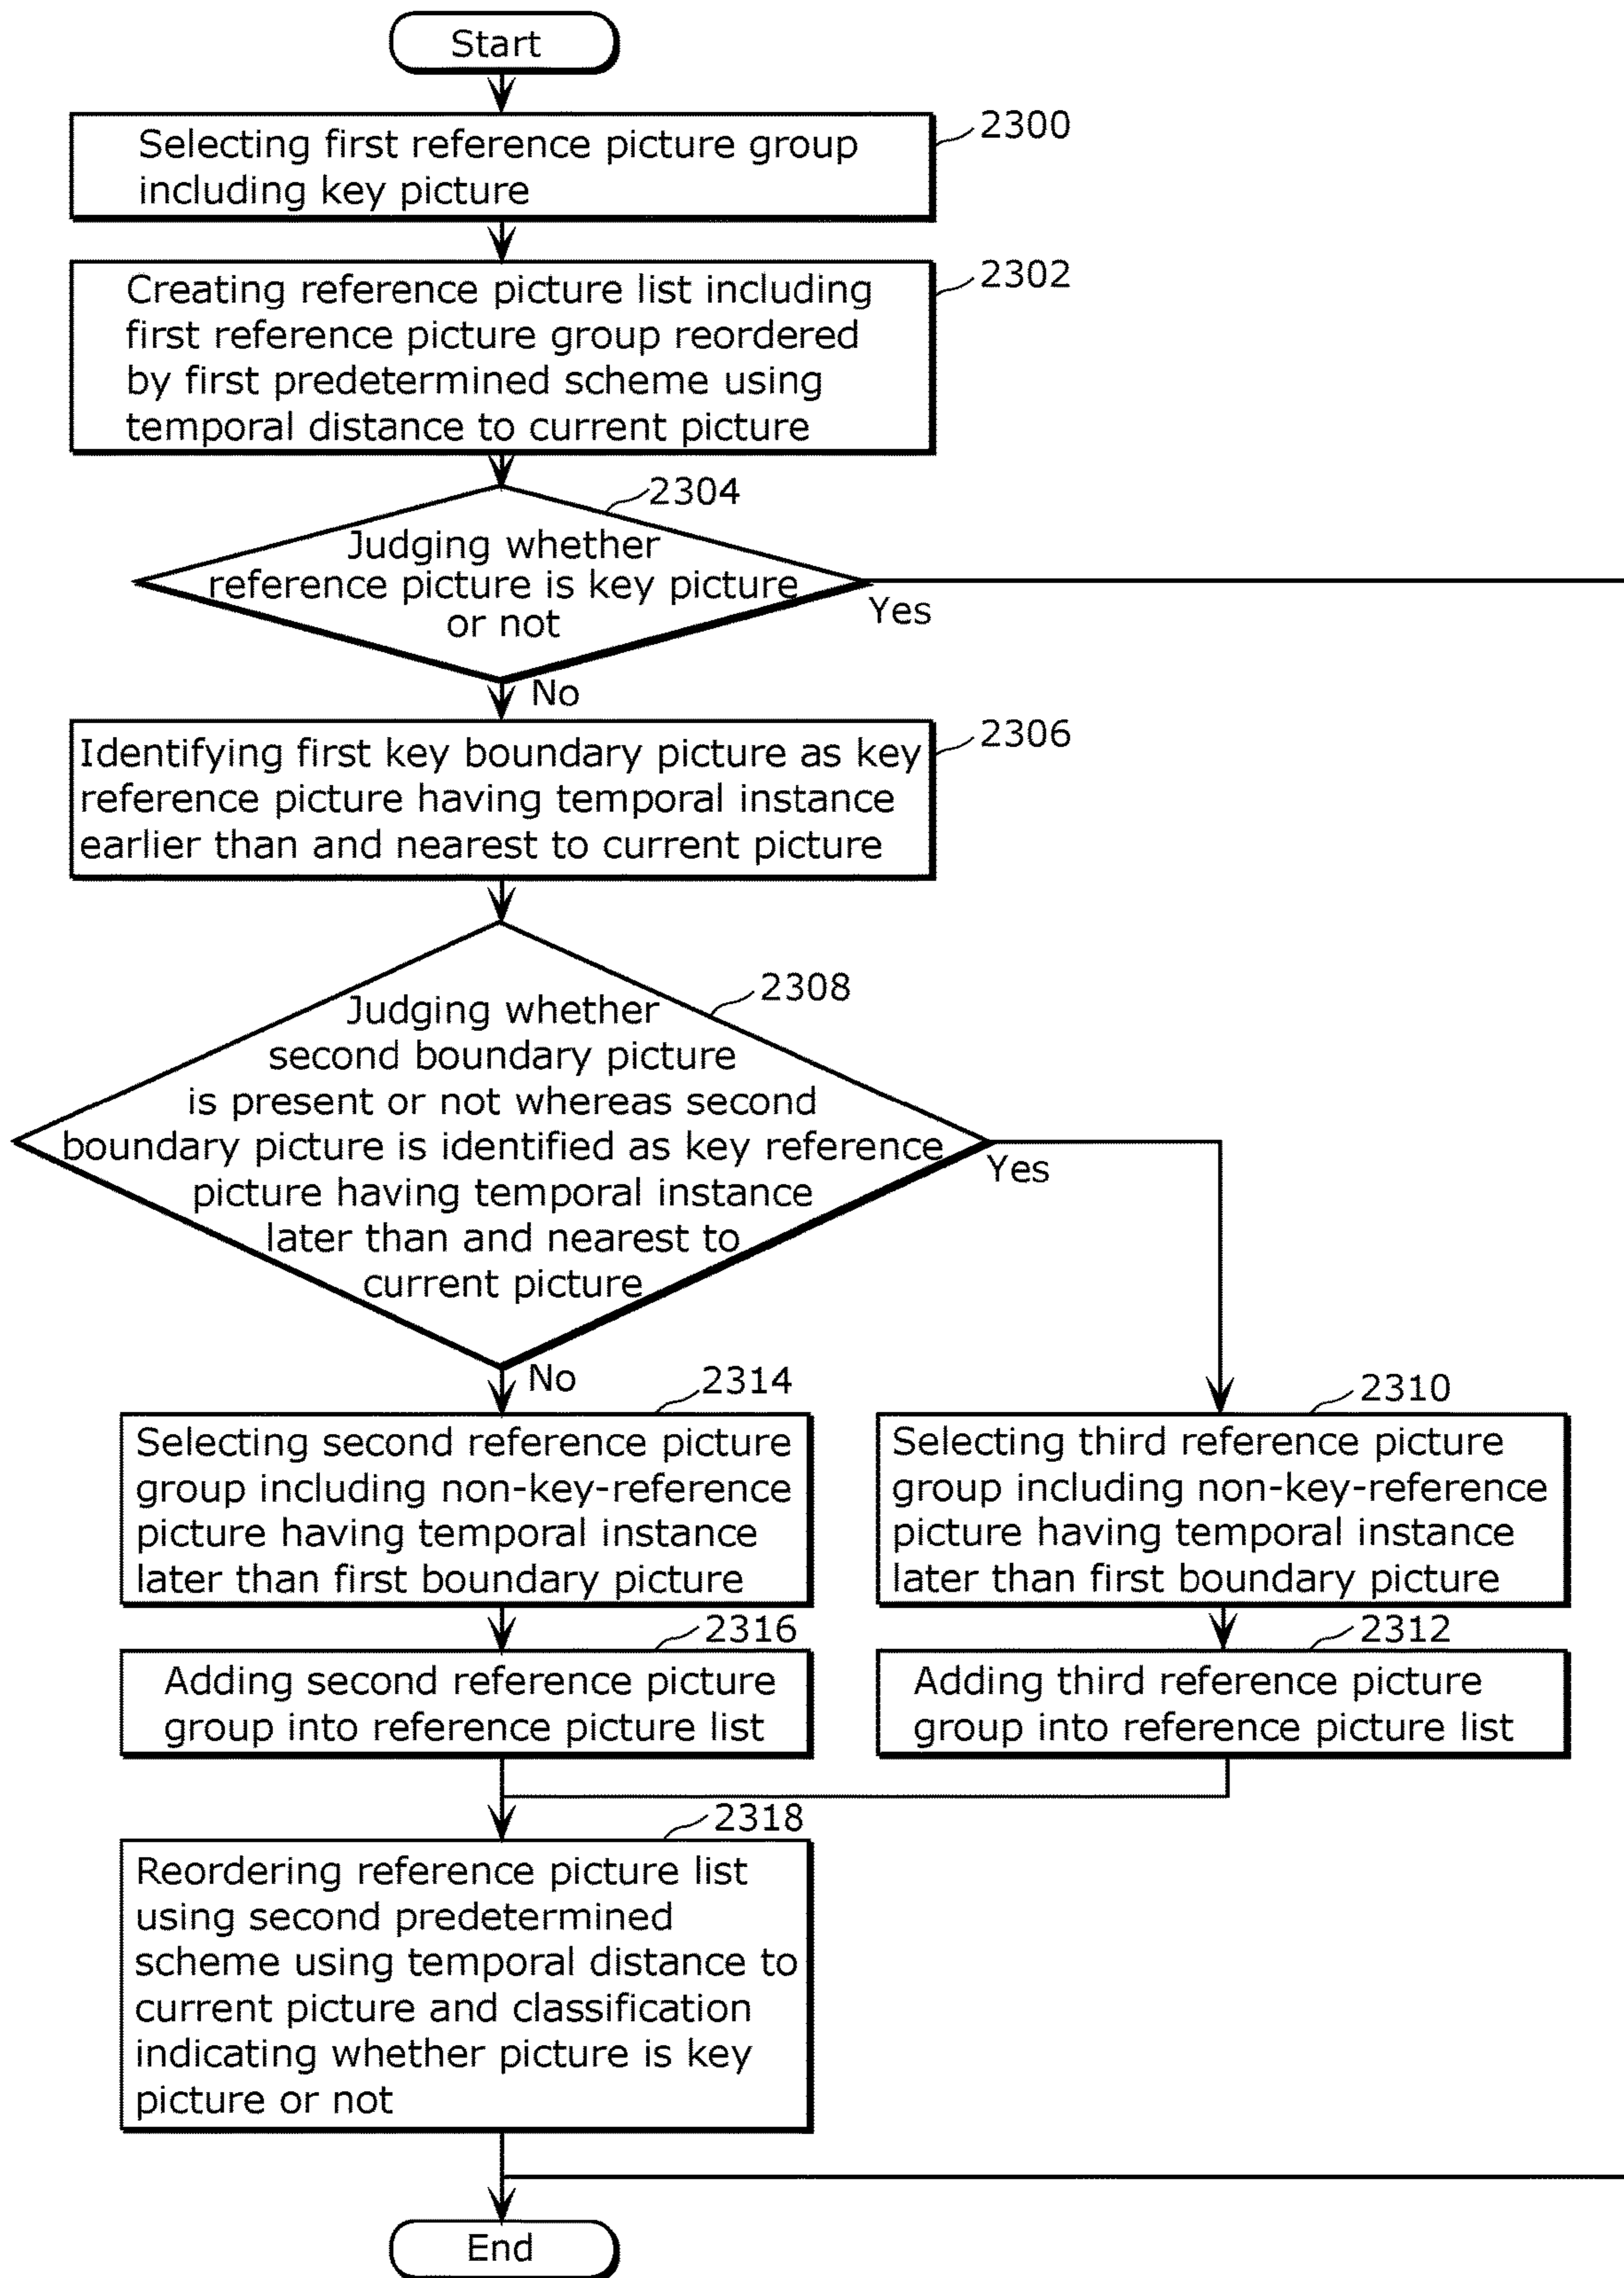 Start
2300
Selecting first reference picture group
including key picture
2302
Creating reference picture list including
first reference picture group reordered
by first predetermined scheme using
temporal distance to current picture
2304
Judging whether
reference picture is key picture
or not
Yes
No
2306
Identifying first key boundary picture as key
reference picture having temporal instance
earlier than and nearest to current picture
2308
Judging whether
second boundary picture
is present or not whereas second
boundary picture is identified as key reference
picture having temporal instance
later than and nearest to
current picture
Yes
No
2314
Selecting second reference picture
group including non-key-reference
picture having temporal instance
later than first boundary picture
2310
Selecting third reference picture
group including non-key-reference
picture having temporal instance
later than first boundary picture
2316
Adding second reference picture
group into reference picture list
2312
Adding third reference picture
group into reference picture list
2318
Reordering reference picture list
using second predetermined
scheme using temporal distance to
current picture and classification
indicating whether picture is key
picture or not
End